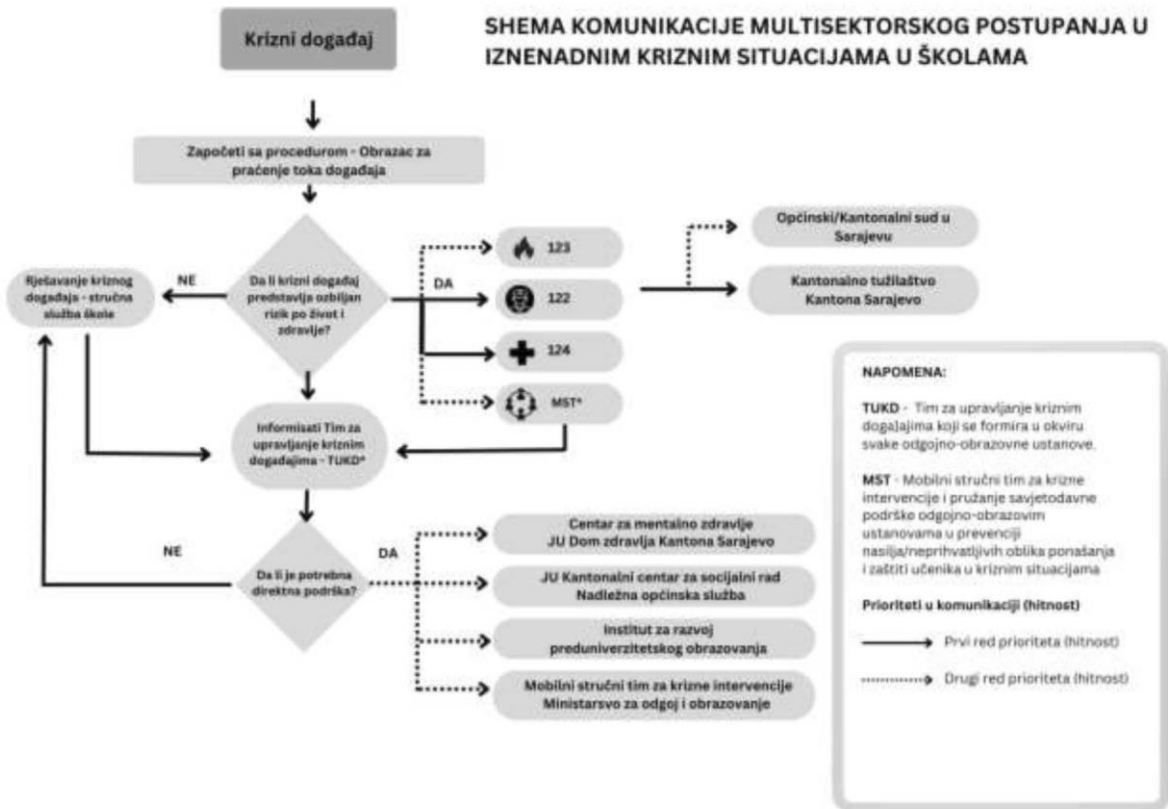 Krizni događaj
SHEMA KOMUNIKACIJE MULTISEKTORSKOG POSTUPANJA U
IZNENADNIM KRIZNIM SITUACIJAMA U ŠKOLAMA
Započeti sa procedurom - Obrazac za
praćenje toka događaja
Da li krizni događaj
predstavlja ozbiljan
rizik po život i
zdravlje?
NE
Rješavanje kriznog
događaja - stručna
služba škole
DA
123
122
124
MST*
Općinski/Kantonalni sud u
Sarajevu
Kantonalno tužilaštvo
Kantona Sarajevo
Informisati Tim za
upravljanje kriznim
događajima - TUKD*
Da li je potrebna
direktna podrška?
NE
DA
Centar za mentalno zdravlje
JU Dom zdravlja Kantona Sarajevo
JU Kantonalni centar za socijalni rad
Nadležna općinska služba
Institut za razvoj
preduniverzitetskog obrazovanja
Mobilni stručni tim za krizne intervencije
Ministarsvo za odgoj i obrazovanje
NAPOMENA:
TUKD - Tim za upravljanje kriznim
događajima koji se formira u okviru
svake odgojno-obrazovne ustanove.
MST - Mobilni stručni tim za krizne
intervencije i pružanje savjetodavne
podrške odgojno-obrazovim
ustanovama u prevenciji
nasilja/neprihvatljivih oblika ponašanja
i zaštiti učenika u kriznim situacijama
Prioriteti u komunikaciji (hitnost)
Prvi red prioriteta (hitnost)
Drugi red prioriteta (hitnost)